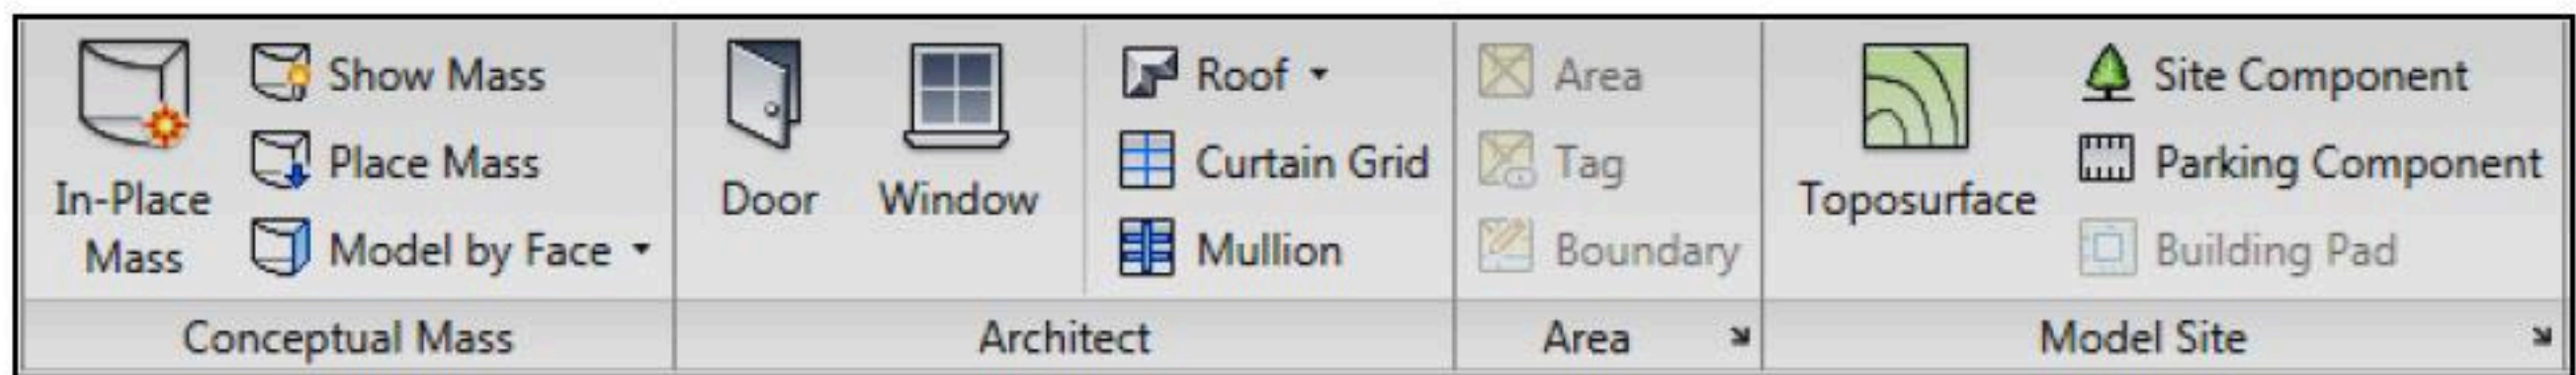 In-Place
Mass
Show Mass
Place Mass
Model by Face
Conceptual Mass
Door
Window
Roof
Curtain Grid
Mullion
Architect
Area
Tag
Boundary
Area
Toposurface
Site Component
Parking Component
Building Pad
Model Site